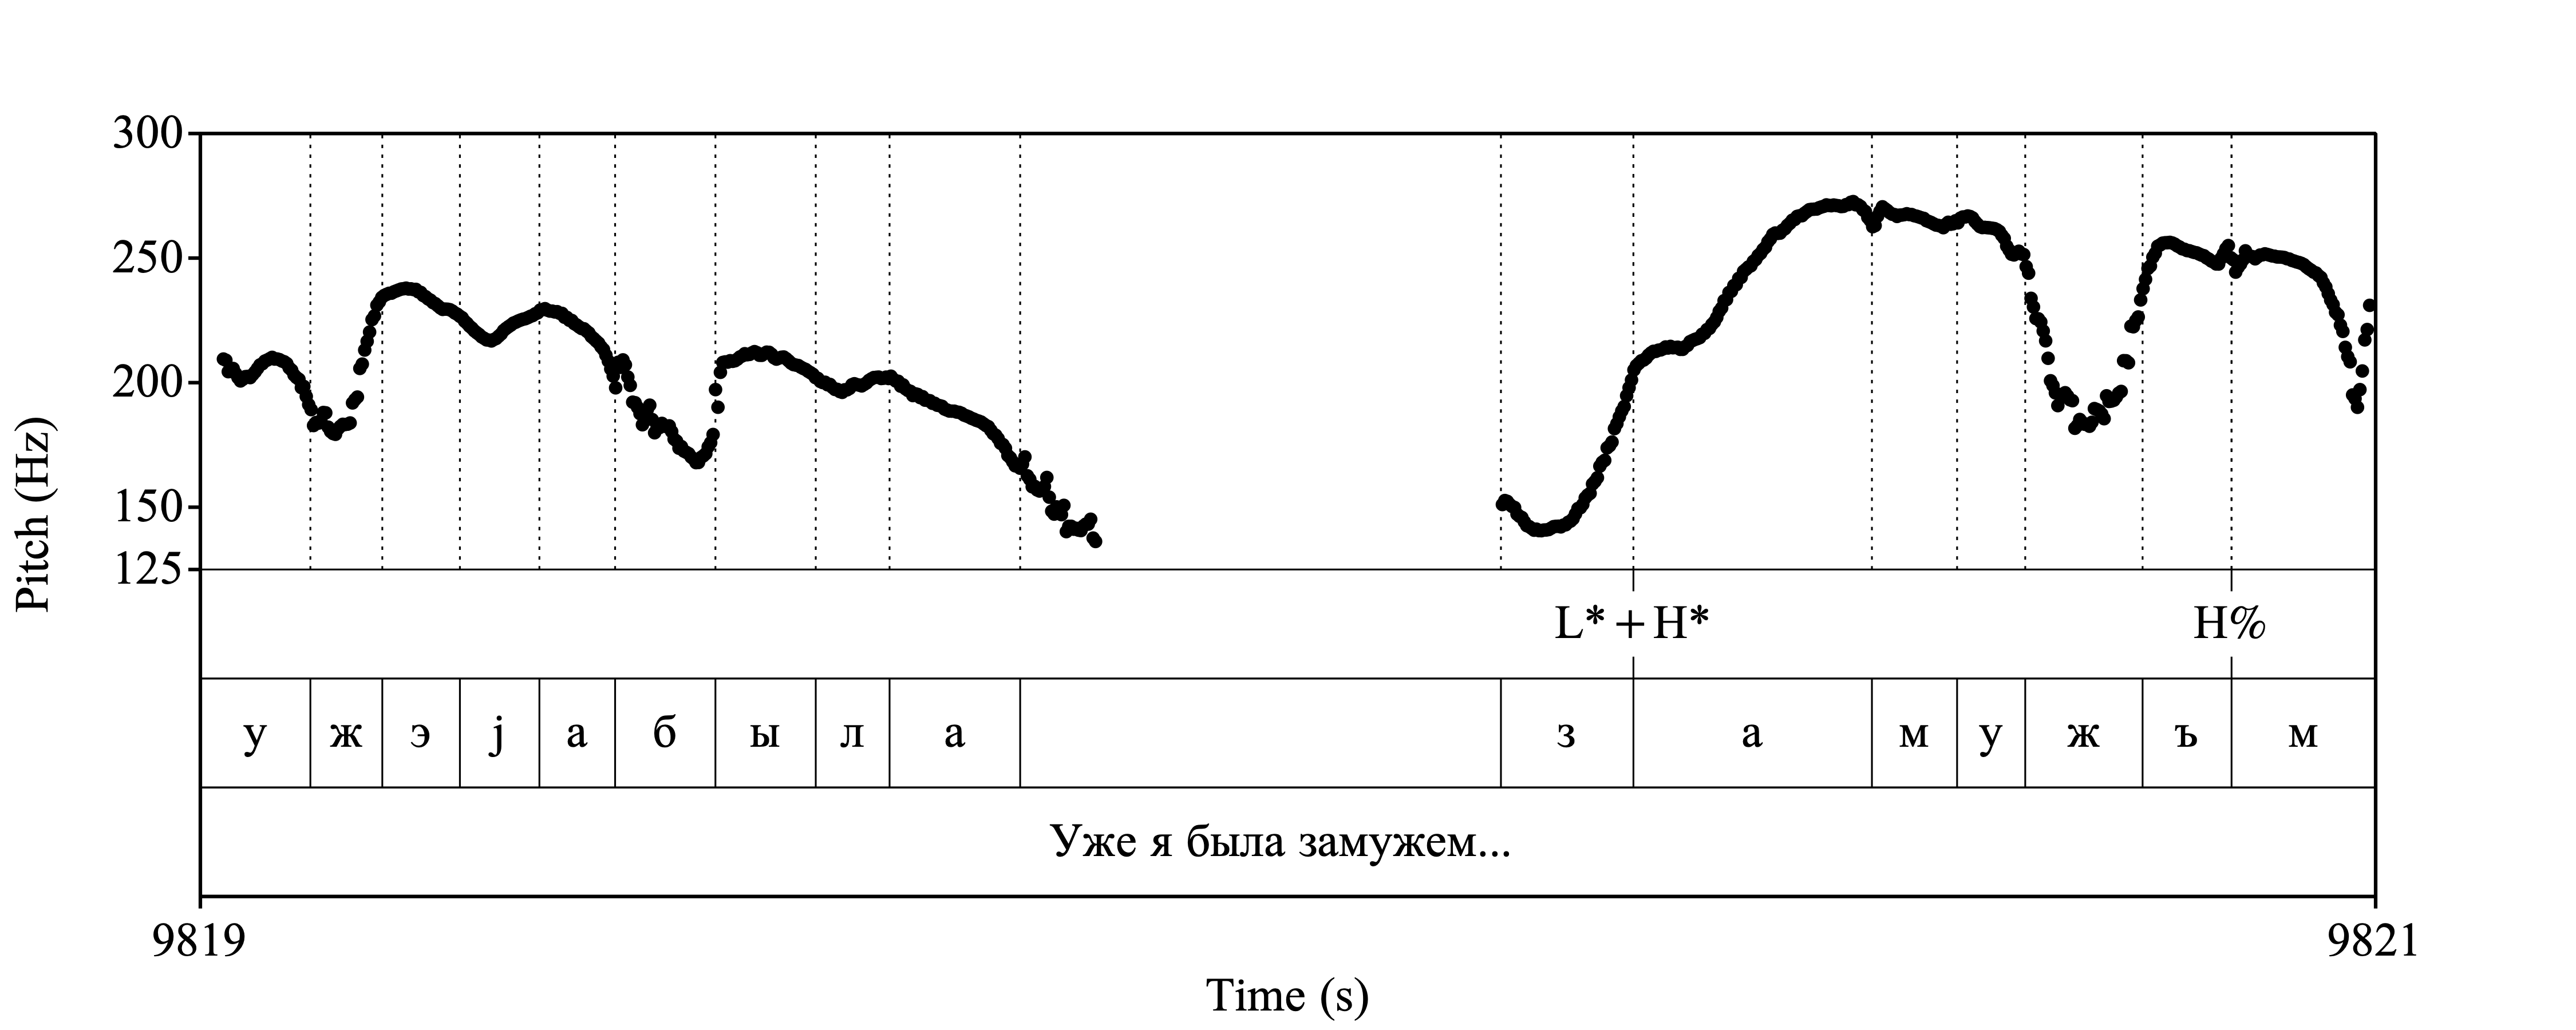 300
250
200
150
125
Pitch (Hz)
L*+H* H%
у ж э j а б ы л а з а м у ж ъ м
Уже я была замужем...
9819 9821
Time (s)